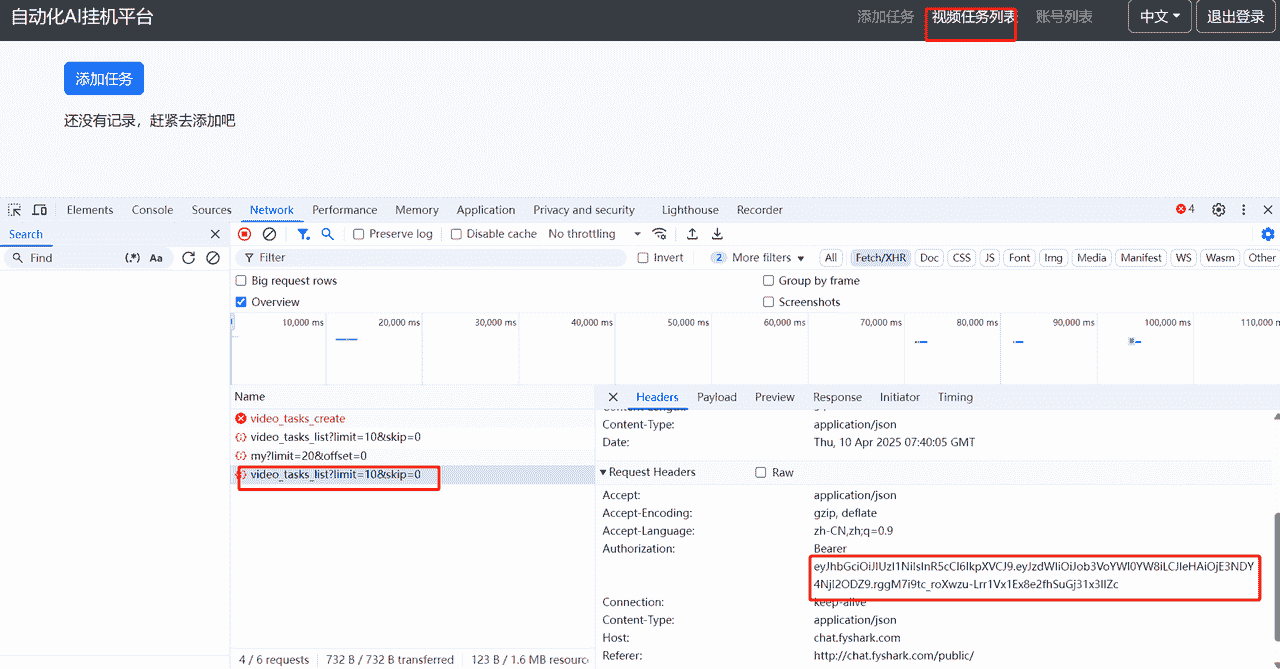 自动化AI挂机平台 添加任务 视频任务列表 账号列表 中文 退出登录
添加任务
还没有记录，赶紧去添加吧
Elements Console Sources Network Performance Memory Application Privacy and security Lighthouse Recorder 4
Search Preserve log Disable cache No throttling
Find (.*) Aa Filter Invert 2 More filters All Fetch/XHR Doc CSS JS Font Img Media Manifest WS Wasm Other
Big request rows Group by frame
Overview Screenshots
10,000 ms 20,000 ms 30,000 ms 40,000 ms 50,000 ms 60,000 ms 70,000 ms 80,000 ms 90,000 ms 100,000 ms 110,000 m
Name Headers Payload Preview Response Initiator Timing
video_tasks_create
video_tasks_list?limit=10&skip=0
my?limit=20&offset=0
video_tasks_list?limit=10&skip=0
Content-Type: application/json
Date: Thu, 10 Apr 2025 07:40:05 GMT
Request Headers Raw
Accept: application/json
Accept-Encoding: gzip, deflate
Accept-Language: zh-CN,zh;q=0.9
Authorization: Bearer
Connection: keep-alive
Content-Type: application/json
Host: chat.fyshark.com
Referer: http://chat.fyshark.com/public/
4 / 6 requests 732 B / 732 B transferred 123 B / 1.6 MB resourc